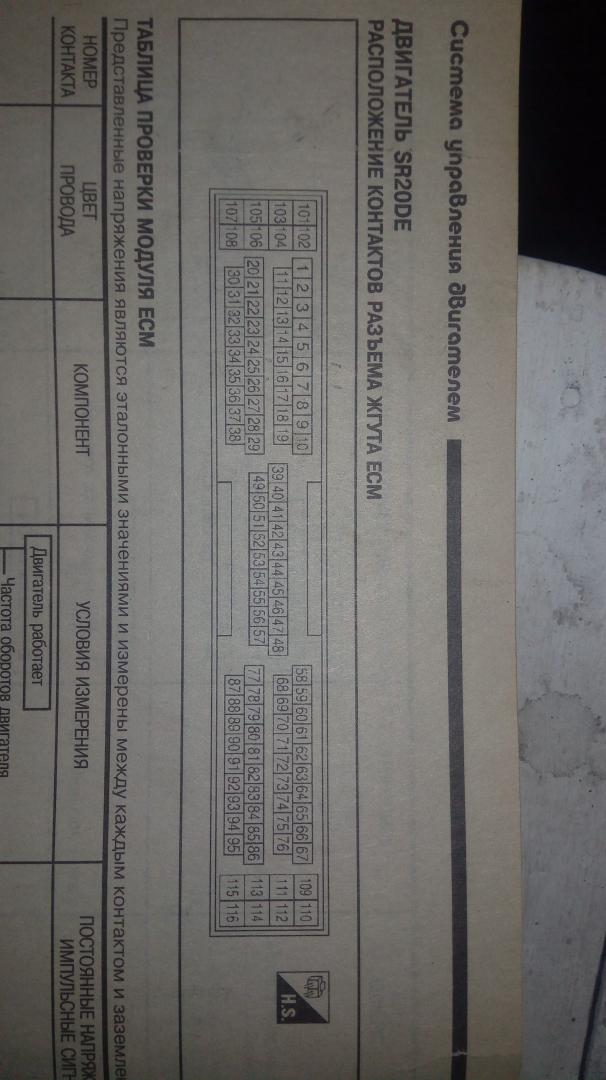 Система управления двигателем
ДВИГАТЕЛЬ SR20DE
РАСПОЛОЖЕНИЕ КОНТАКТОВ РАЗЪЕМА ЖГУТА ECM
101 102 1 2 3 4 5 6 7 8 9 10 58 59 60 61 62 63 64 65 66 67 109 110
103 104 11 12 13 14 15 16 17 18 19 39 40 41 42 43 44 45 46 47 48 68 69 70 71 72 73 74 75 76 111 112
105 106 20 21 22 23 24 25 26 27 28 29 49 50 51 52 53 54 55 56 57 77 78 79 80 81 82 83 84 85 86 113 114
107 108 30 31 32 33 34 35 36 37 38 87 88 89 90 91 92 93 94 95 115 116
H.S.
ТАБЛИЦА ПРОВЕРКИ МОДУЛЯ ECM
Представленные напряжения являются эталонными значениями и измерены между каждым контактом и заземле
НОМЕР КОНТАКТА
ЦВЕТ ПРОВОДА
КОМПОНЕНТ
УСЛОВИЯ ИЗМЕРЕНИЯ
ПОСТОЯННЫЕ НАПРЯЖ
ИМПУЛЬСНЫЕ СИГН
Двигатель работает
Частота оборотов двигателя